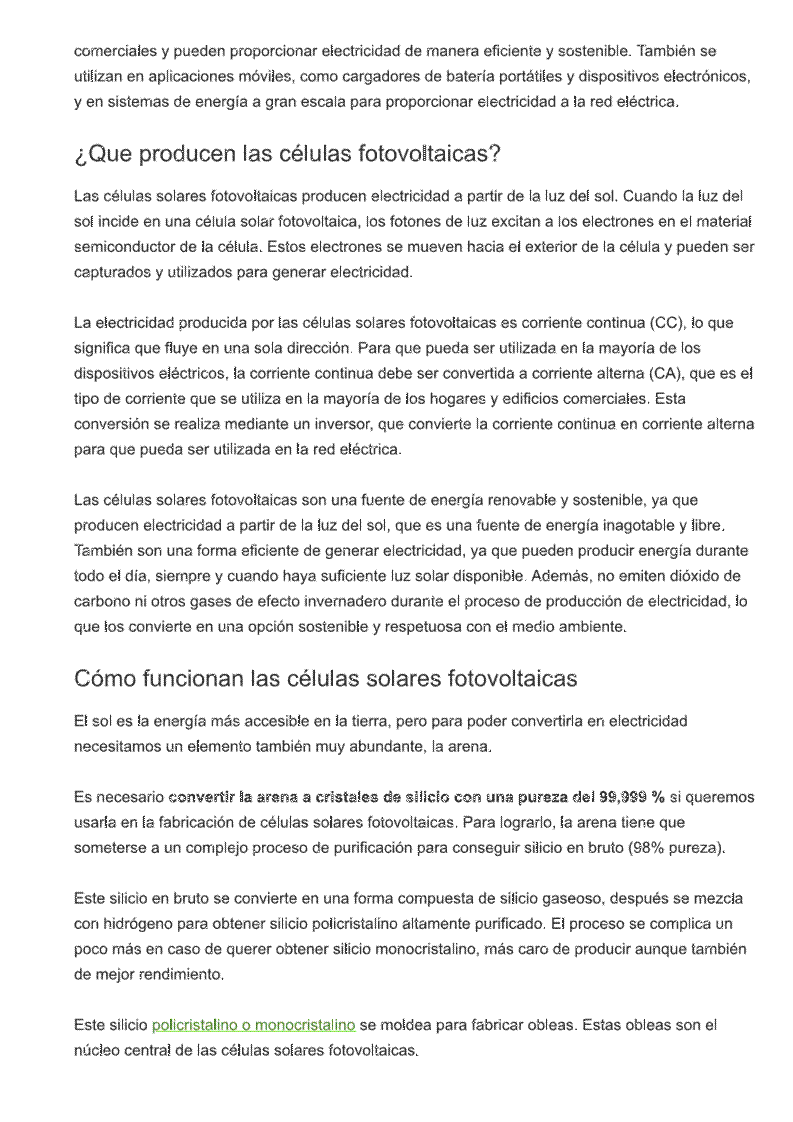 comerciales y pueden proporcionar electricidad de manera eficiente y sostenible. También se
utilizan en aplicaciones móviles, como cargadores de batería portátiles y dispositivos electrónicos,
y en sistemas de energía a gran escala para proporcionar electricidad a la red eléctrica.
¿Que producen las células fotovoltaicas?
Las células solares fotovoltaicas producen electricidad a partir de la luz del sol. Cuando la luz del
sol incide en una célula solar fotovoltaica, los fotones de luz excitan a los electrones en el material
semiconductor de la célula. Estos electrones se mueven hacia el exterior de la célula y pueden ser
capturados y utilizados para generar electricidad.
La electricidad producida por las células solares fotovoltaicas es corriente continua (CC), lo que
significa que fluye en una sola dirección. Para que pueda ser utilizada en la mayoría de los
dispositivos eléctricos, la corriente continua debe ser convertida a corriente alterna (CA), que es el
tipo de corriente que se utiliza en la mayoría de los hogares y edificios comerciales. Esta
conversión se realiza mediante un inversor, que convierte la corriente continua en corriente alterna
para que pueda ser utilizada en la red eléctrica.
Las células solares fotovoltaicas son una fuente de energía renovable y sostenible, ya que
producen electricidad a partir de la luz del sol, que es una fuente de energía inagotable y libre.
También son una forma eficiente de generar electricidad, ya que pueden producir energía durante
todo el día, siempre y cuando haya suficiente luz solar disponible. Además, no emiten dióxido de
carbono ni otros gases de efecto invernadero durante el proceso de producción de electricidad, lo
que los convierte en una opción sostenible y respetuosa con el medio ambiente.
Cómo funcionan las células solares fotovoltaicas
El sol es la energía más accesible en la tierra, pero para poder convertirla en electricidad
necesitamos un elemento también muy abundante, la arena.
Es necesario convertir la arena a cristales de silicio con una pureza del 99,999 % si queremos
usarla en la fabricación de células solares fotovoltaicas. Para lograrlo, la arena tiene que
someterse a un complejo proceso de purificación para conseguir silicio en bruto (98% pureza).
Este silicio en bruto se convierte en una forma compuesta de silicio gaseoso, después se mezcla
con hidrógeno para obtener silicio policristalino altamente purificado. El proceso se complica un
poco más en caso de querer obtener silicio monocristalino, más caro de producir aunque también
de mejor rendimiento.
Este silicio policristalino o monocristalino se moldea para fabricar obleas. Estas obleas son el
núcleo central de las células solares fotovoltaicas.